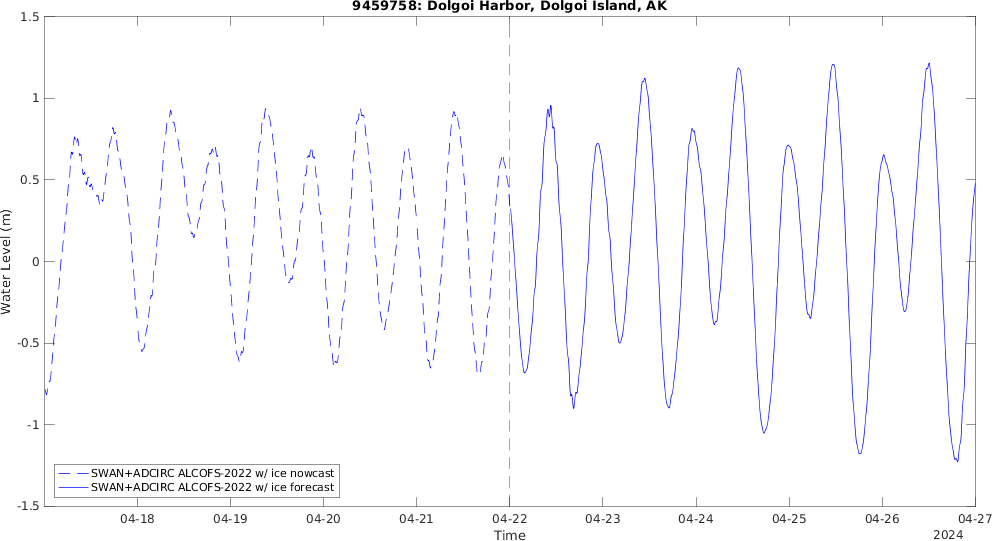 9459758: Dolgoi Harbor, Dolgoi Island, AK
1.5
1
0.5
0
-0.5
-1
-1.5
Water Level (m)
SWAN+ADCIRC ALCOFS-2022 w/ ice nowcast
SWAN+ADCIRC ALCOFS-2022 w/ ice forecast
04-18 04-19 04-20 04-21 04-22 04-23 04-24 04-25 04-26 04-27
Time
2024